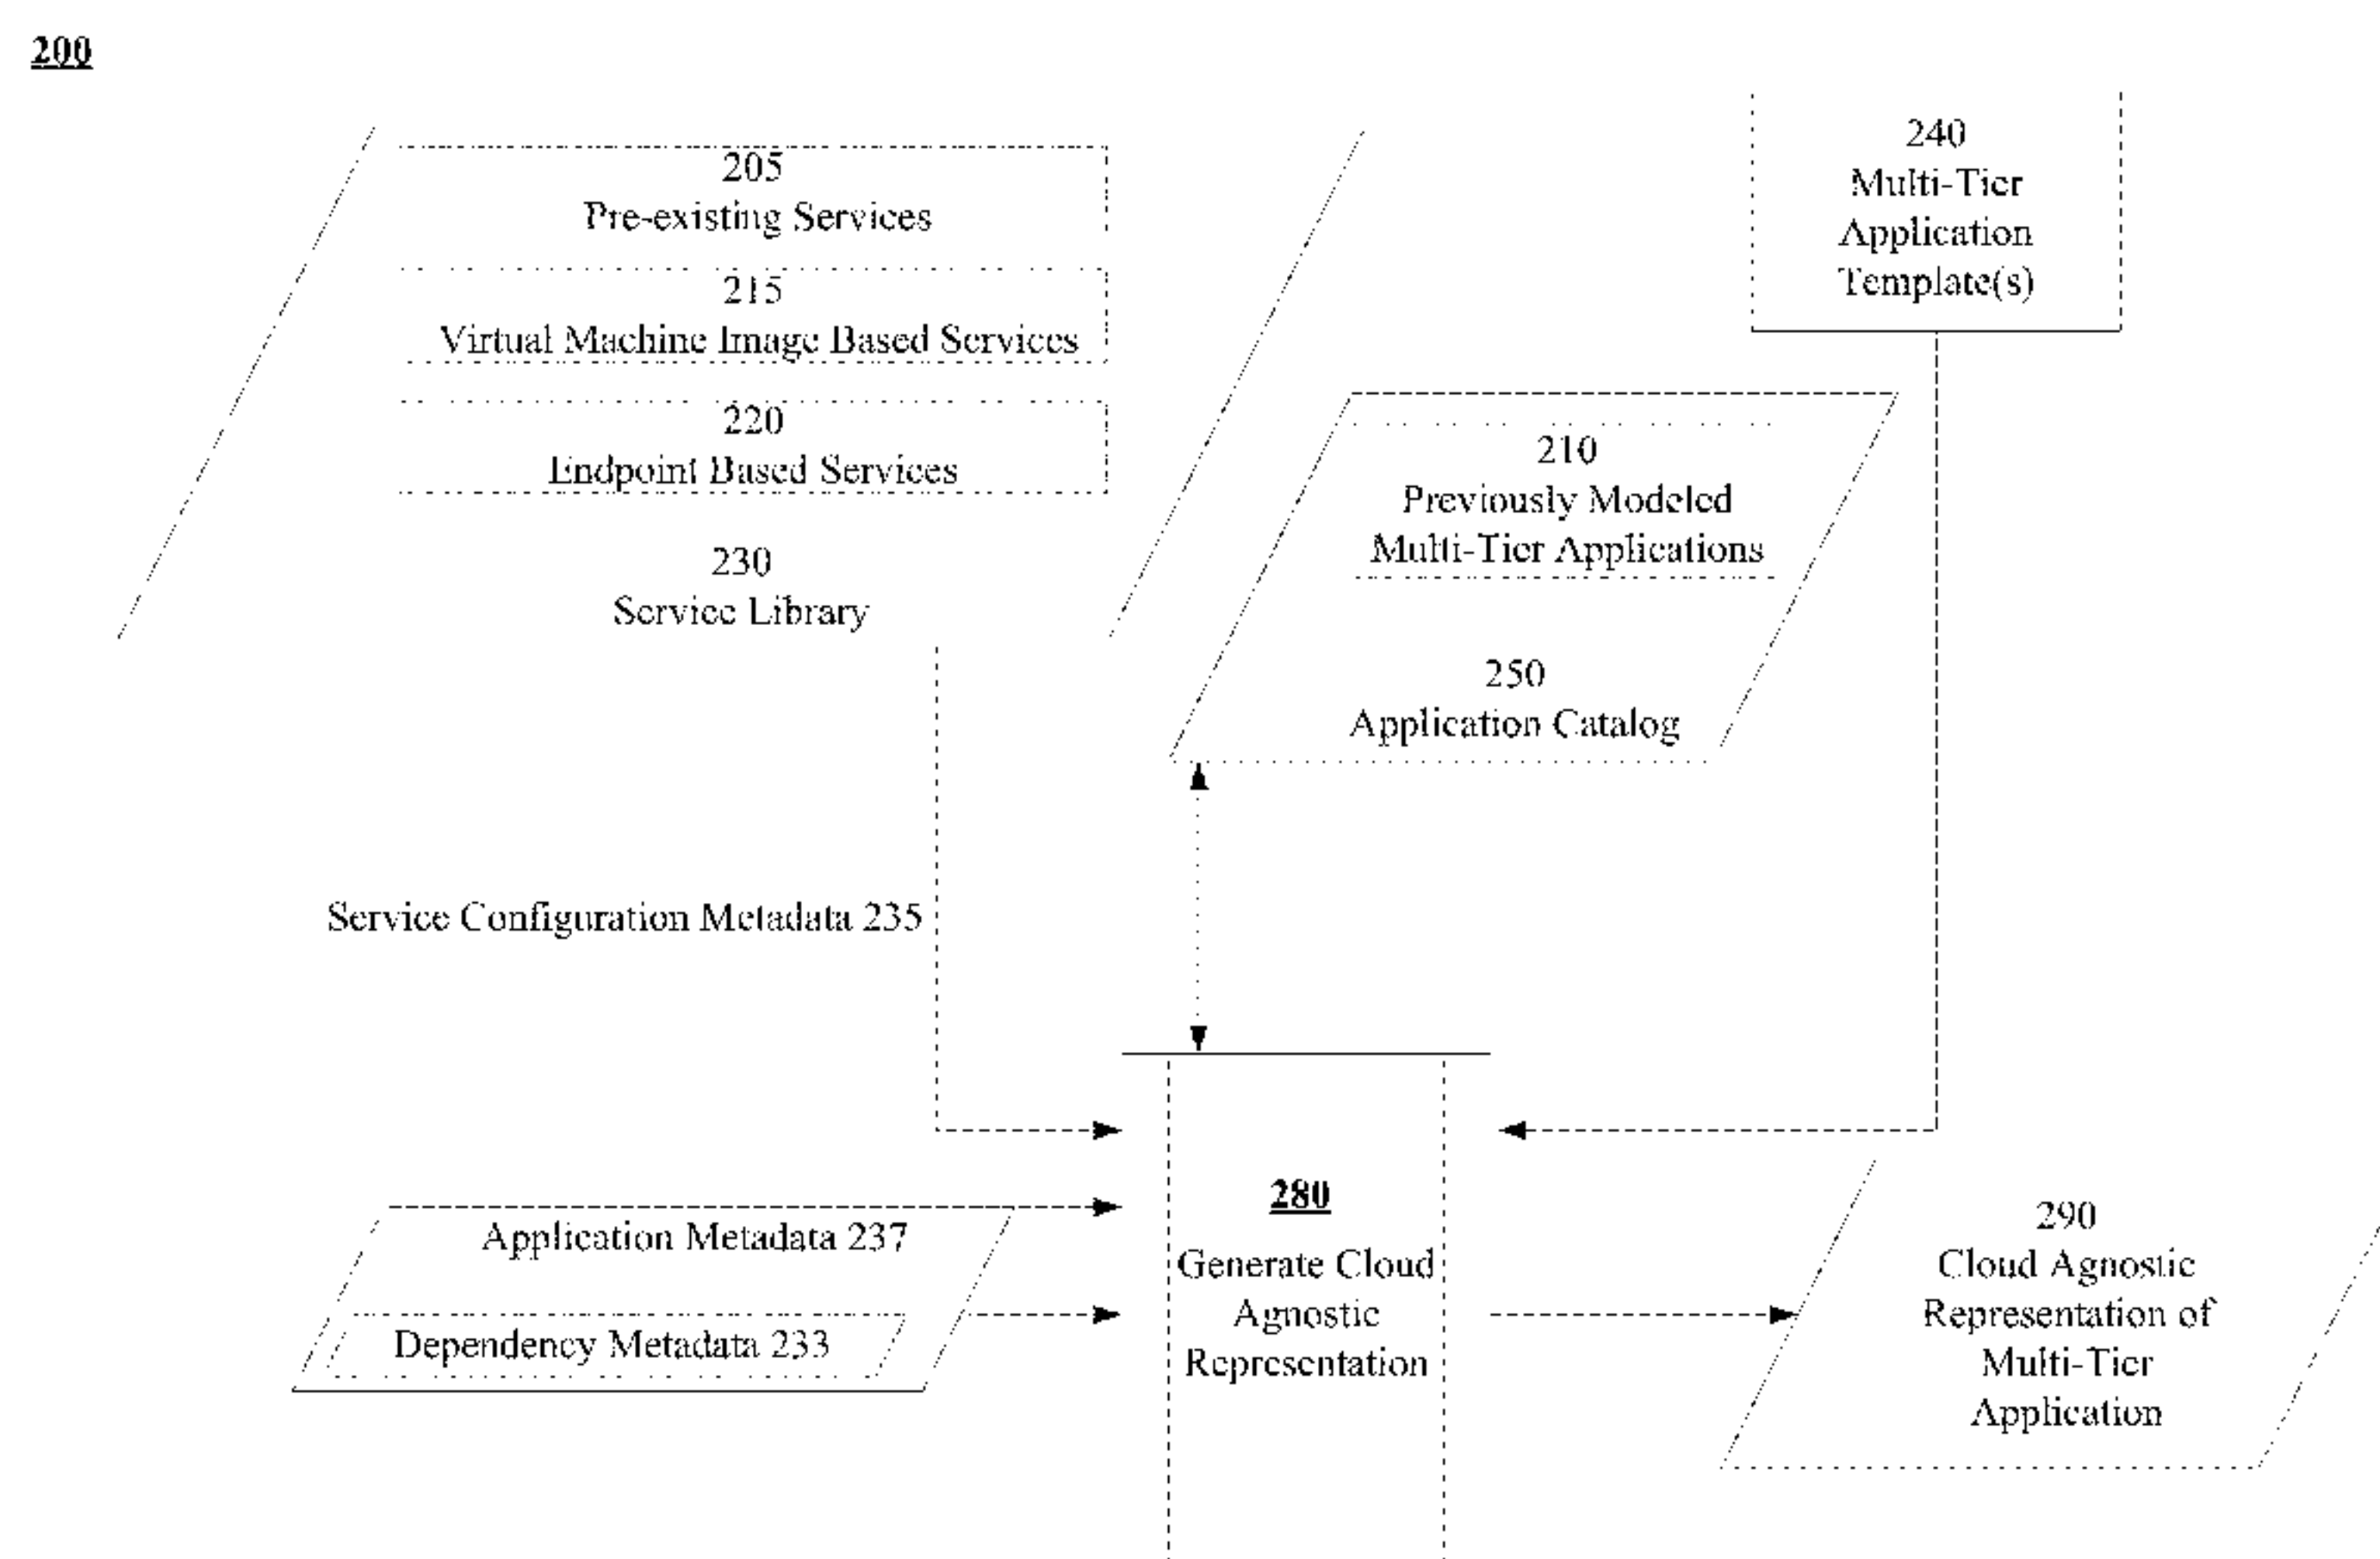 200
205
Pre-existing Services
215
Virtual Machine Image Based Services
220
Endpoint Based Services
230
Service Library
240
Multi-Tier
Application
Template(s)
210
Previously Modeled
Multi-Tier Applications
250
Application Catalog
Service Configuration Metadata 235
Application Metadata 237
Dependency Metadata 233
280
Generate Cloud
Agnostic
Representation
290
Cloud Agnostic
Representation of
Multi-Tier
Application